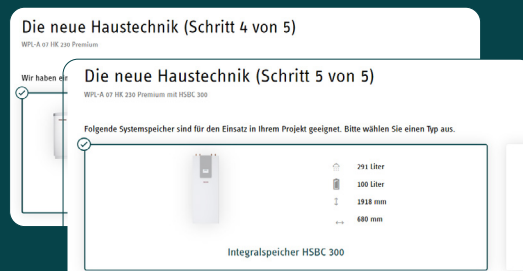 Die neue Haustechnik (Schritt 4 von 5)
WPL-A 07 HK 230 Premium
Wir haben
Die neue Haustechnik (Schritt 5 von 5)
WPL-A 07 HK 230 Premium mit HSBC 300
Folgende Systemspeicher sind für den Einsatz in Ihrem Projekt geeignet. Bitte wählen Sie einen Typ aus.
291 Liter
100 Liter
1918 mm
680 mm
Integralspeicher HSBC 300